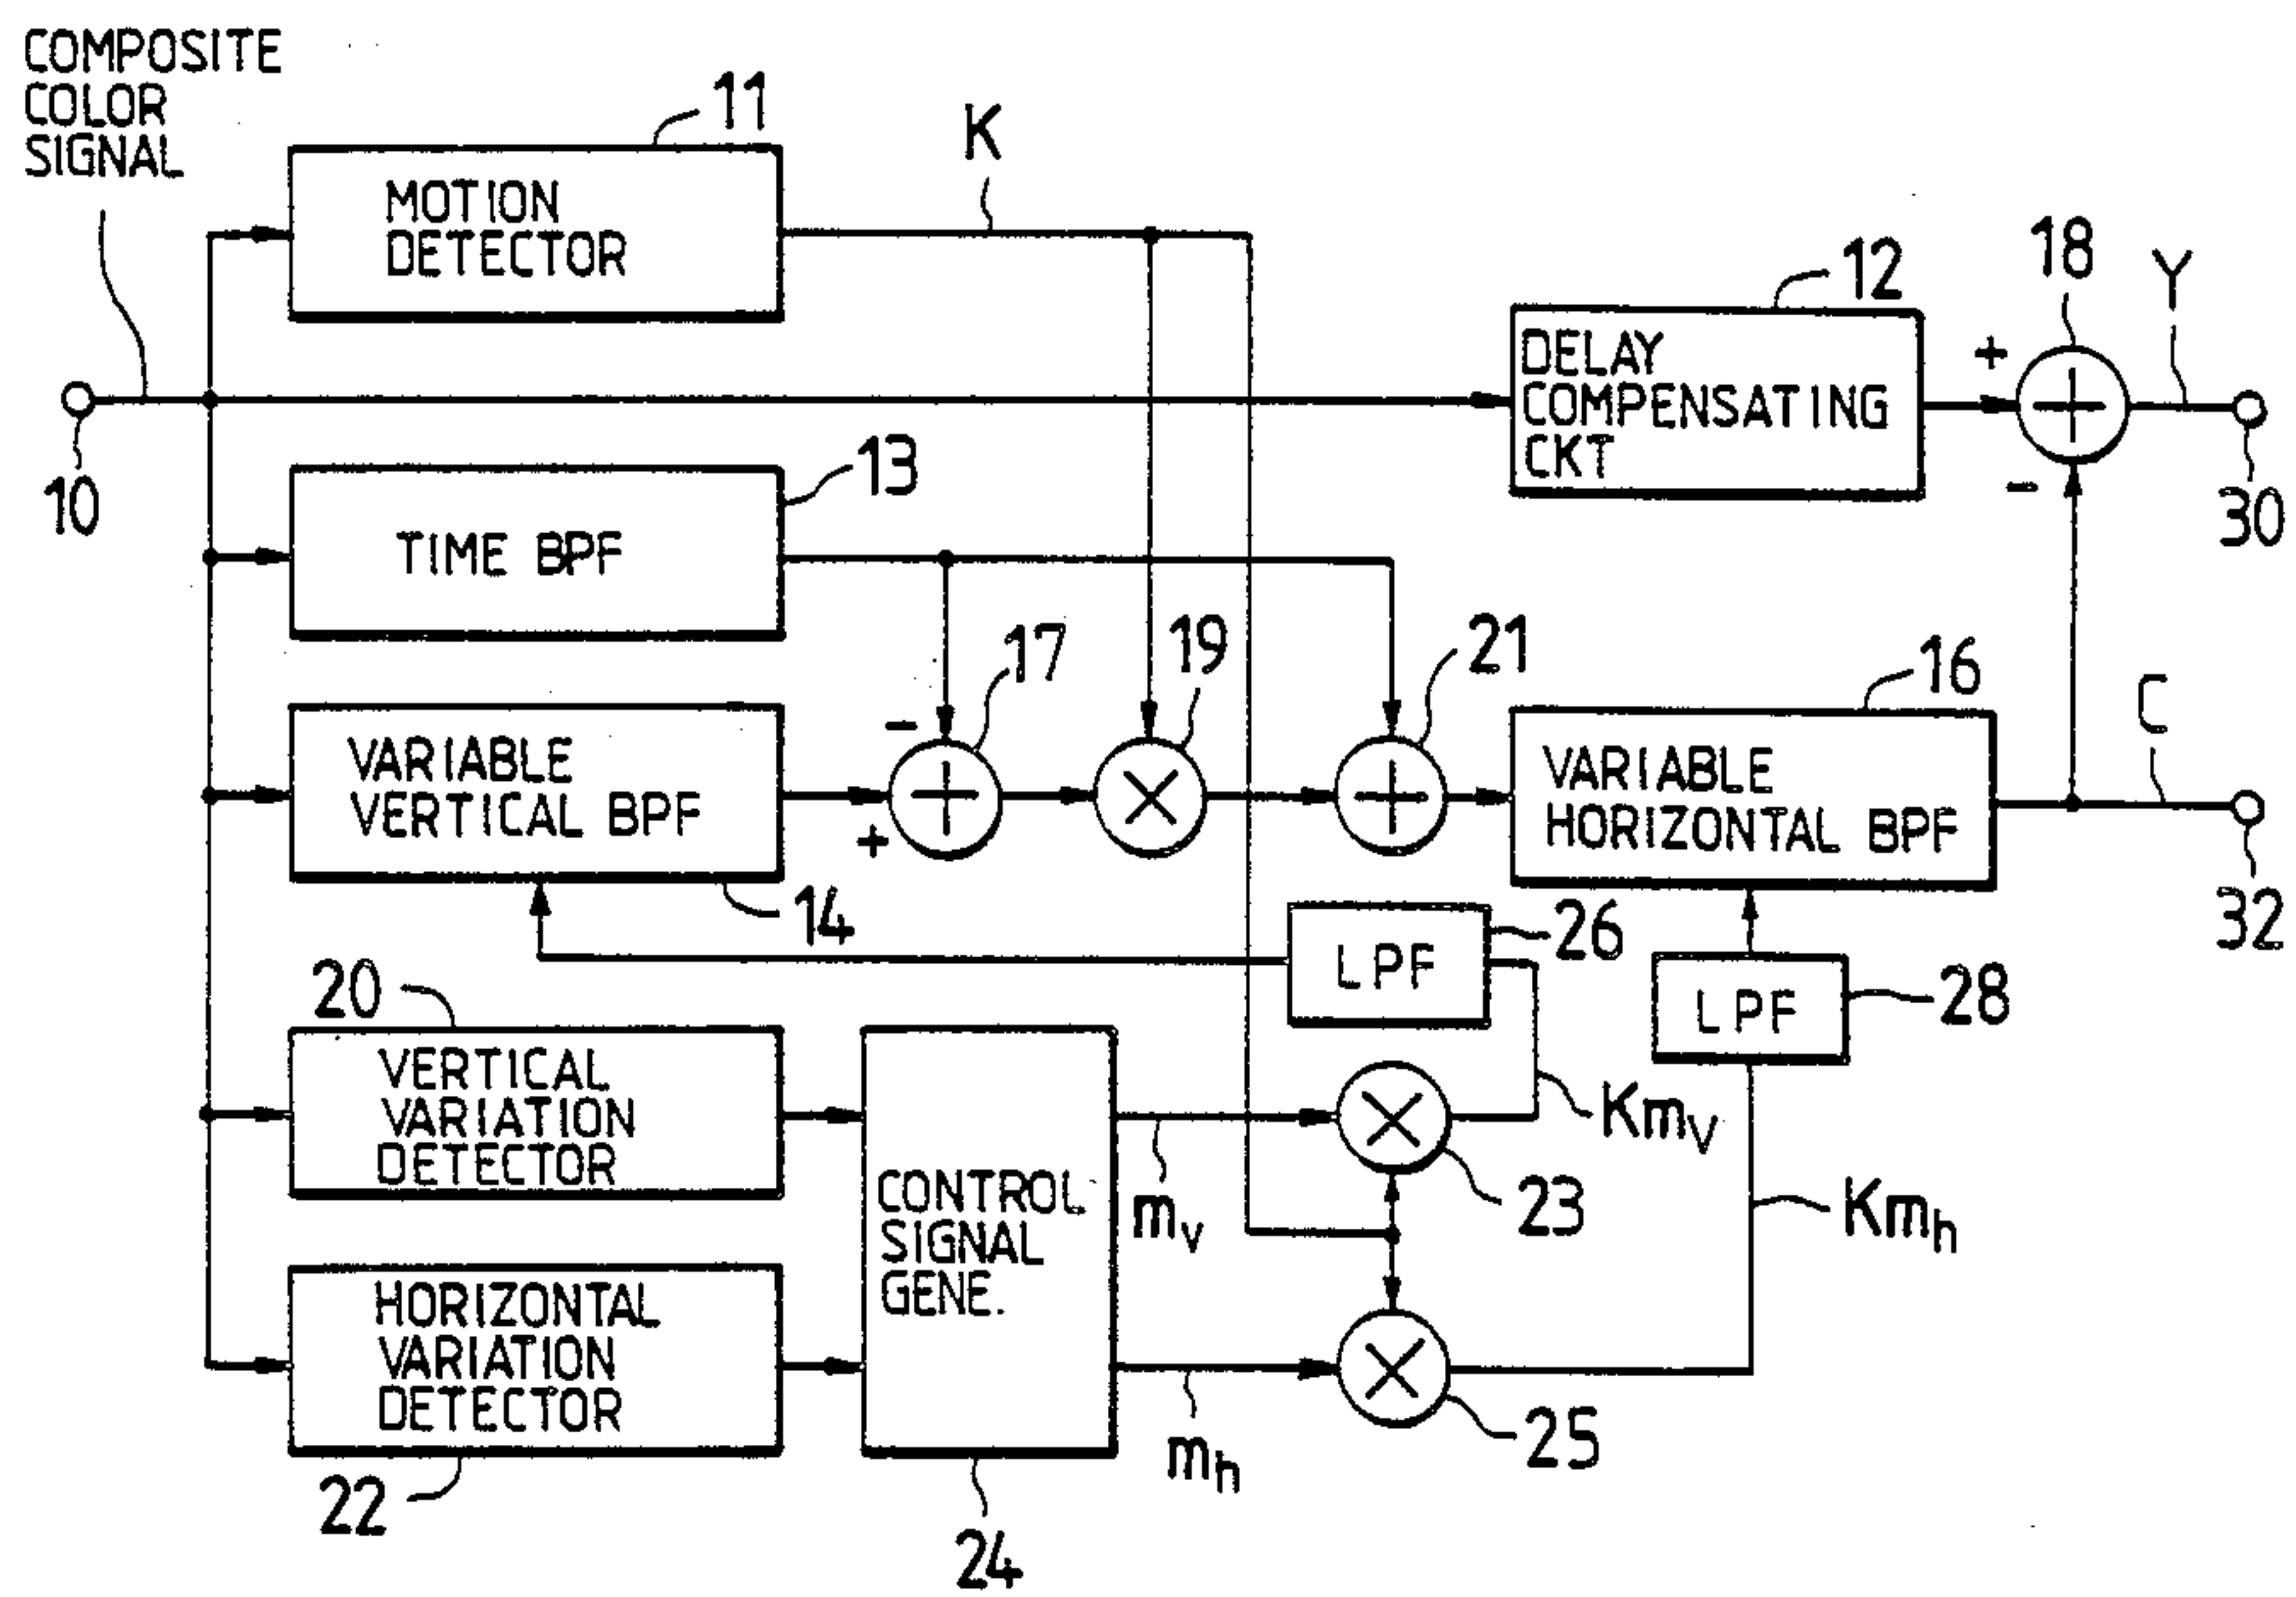 COMPOSITE
COLOR
SIGNAL
11
K
MOTION
DETECTOR
12
18
Y
+
DELAY
COMPENSATING
CKT
-
10
30
13
TIME BPF
17
19
21
16
C
-
+
VARIABLE
VERTICAL BPF
VARIABLE
HORIZONTAL BPF
14
26
32
LPF
28
LPF
20
VERTICAL
VARIATION
DETECTOR
Kmv
mv
23
Kmh
CONTROL
SIGNAL
GENE.
HORIZONTAL
VARIATION
DETECTOR
25
mh
22
24